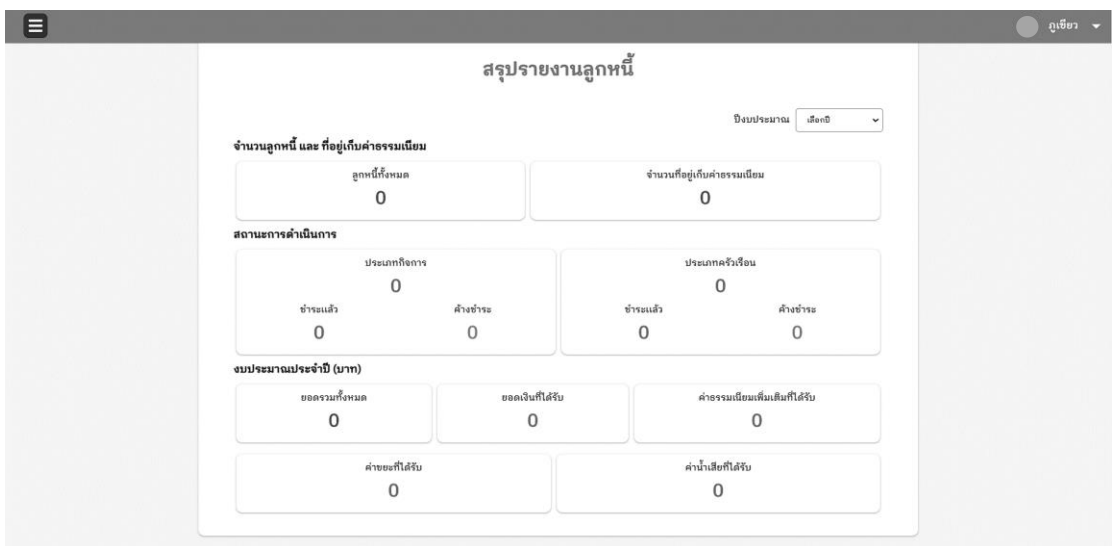 ภูเขียว
สรุปรายงานลูกหนี้
ปีงบประมาณ เลือกปี
จำนวนลูกหนี้ และ ที่อยู่เก็บค่าธรรมเนียม
ลูกหนี้ทั้งหมด จำนวนที่อยู่เก็บค่าธรรมเนียม
0 0
สถานะการดำเนินการ
ประเภทกิจการ ประเภทครัวเรือน
0 0
ชำระแล้ว ค้างชำระ ชำระแล้ว ค้างชำระ
0 0 0 0
งบประมาณประจำปี (บาท)
ยอดรวมทั้งหมด ยอดเงินที่ได้รับ ค่าธรรมเนียมเพิ่มเติมที่ได้รับ
0 0 0
ค่าขยะที่ได้รับ ค่าน้ำเสียที่ได้รับ
0 0